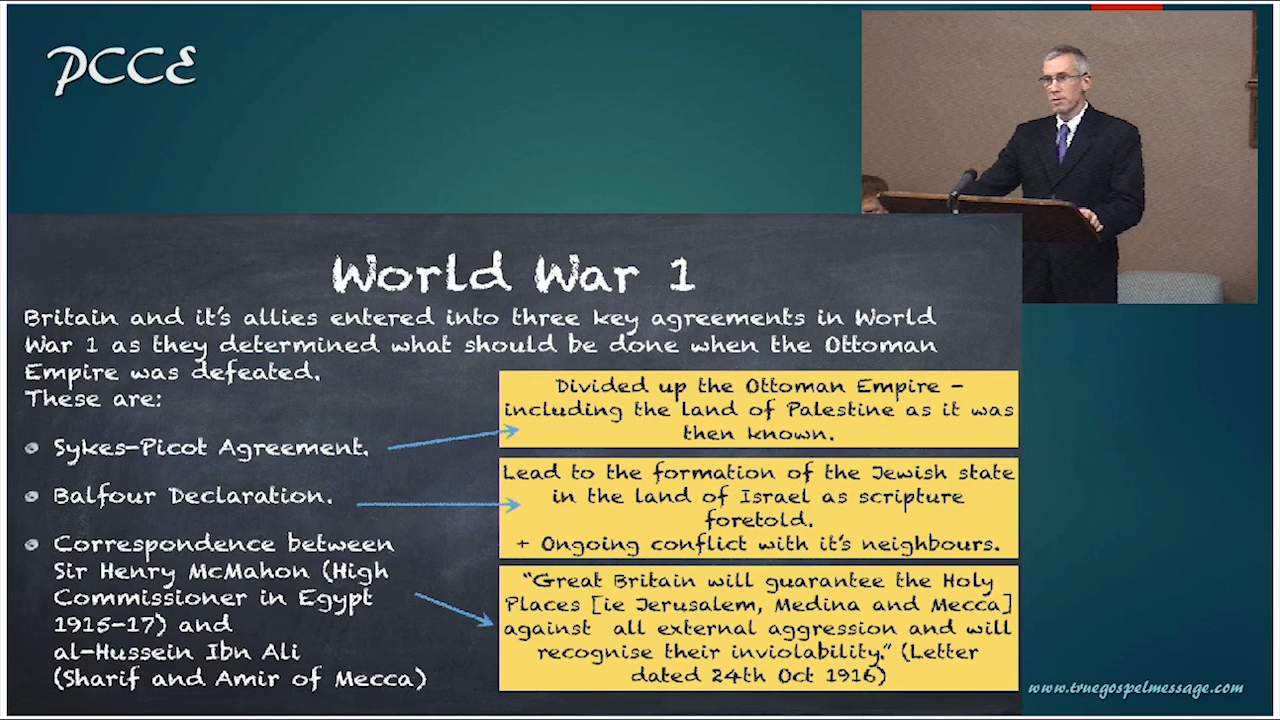 PCCE
World War 1
Britain and it's allies entered into three key agreements in World
War 1 as they determined what should be done when the Ottoman
Empire was defeated.
These are:
Sykes-Picot Agreement.
Divided up the Ottoman Empire -
including the land of Palestine as it was
then known.
Balfour Declaration.
Lead to the formation of the Jewish state
in the land of Israel as scripture
foretold.
+ Ongoing conflict with it's neighbours.
Correspondence between
Sir Henry McMahon (High
Commissioner in Egypt
1915-17) and
al-Hussein Ibn Ali
(Sharif and Amir of Mecca)
"Great Britain will guarantee the Holy
Places [ie Jerusalem, Medina and Mecca]
against all external aggression and will
recognise their inviolability." (Letter
dated 24th Oct 1916)
www.truegospelmessage.com